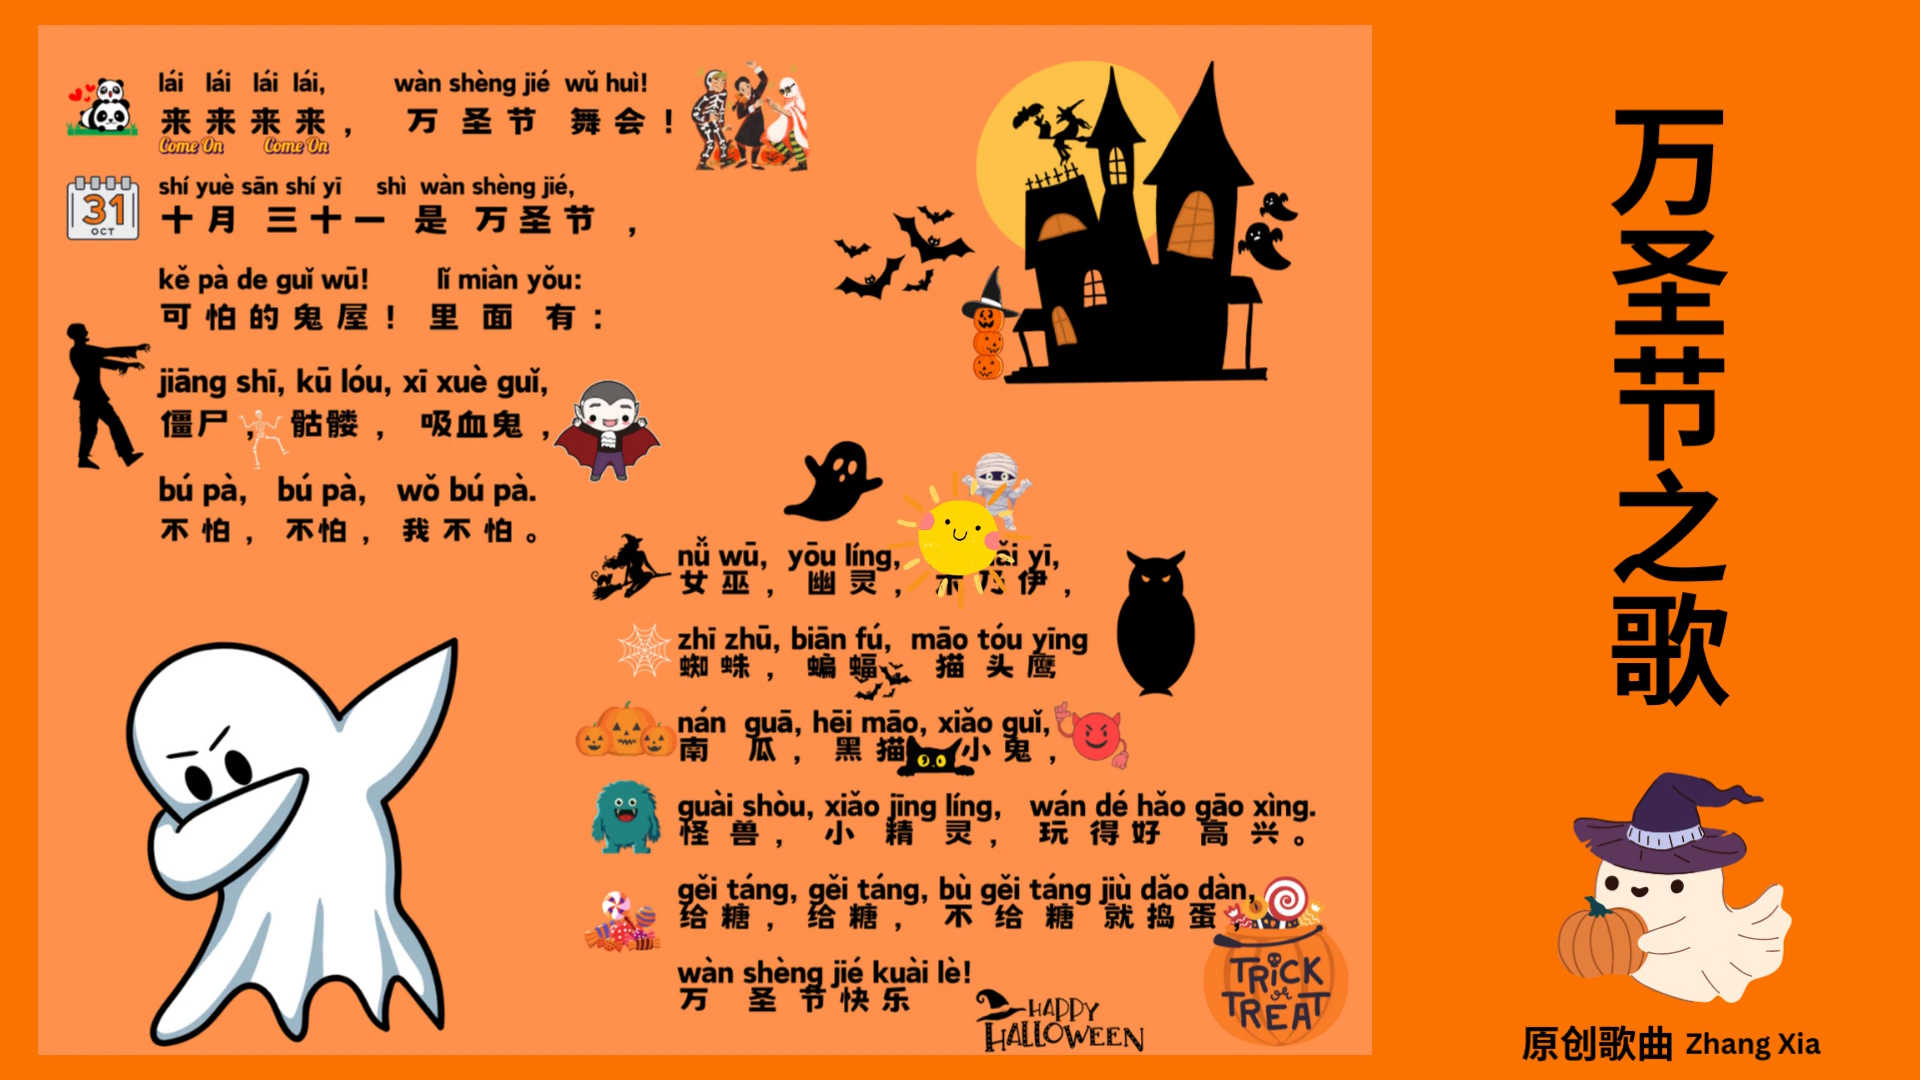 lái lái lái lái, wàn shèng jié wǔ huì!
来来来来， 万圣节 舞会！
Come On Come On
shí yuè sān shí yī shì wàn shèng jié,
十月 三十一 是 万圣节 ，
31
OCT
kě pà de guǐ wū! lǐ miàn yǒu:
可怕的鬼屋！ 里面 有：
jiāng shī, kū lóu, xī xuè guǐ,
僵尸， 骷髅， 吸血鬼，
bú pà, bú pà, wǒ bú pà.
不怕， 不怕， 我不怕。
nǚ wū, yōu líng, yī,
女巫， 幽灵， 伊，
zhī zhū, biān fú, māo tóu yīng
蜘蛛， 蝙蝠 猫头鹰
nán guā, hēi māo, xiǎo guǐ,
南瓜， 黑猫 小鬼，
guài shòu, xiǎo jīng líng, wán dé hǎo gāo xìng.
怪兽， 小精灵， 玩得好 高兴。
gěi táng, gěi táng, bù gěi táng jiù dǎo dàn,
给糖， 给糖， 不给糖 就捣蛋，
wàn shèng jié kuài lè!
万圣节快乐
HAPPY
HALLOWEEN
TRICK
or
TREAT
万圣节之歌
原创歌曲 Zhang Xia